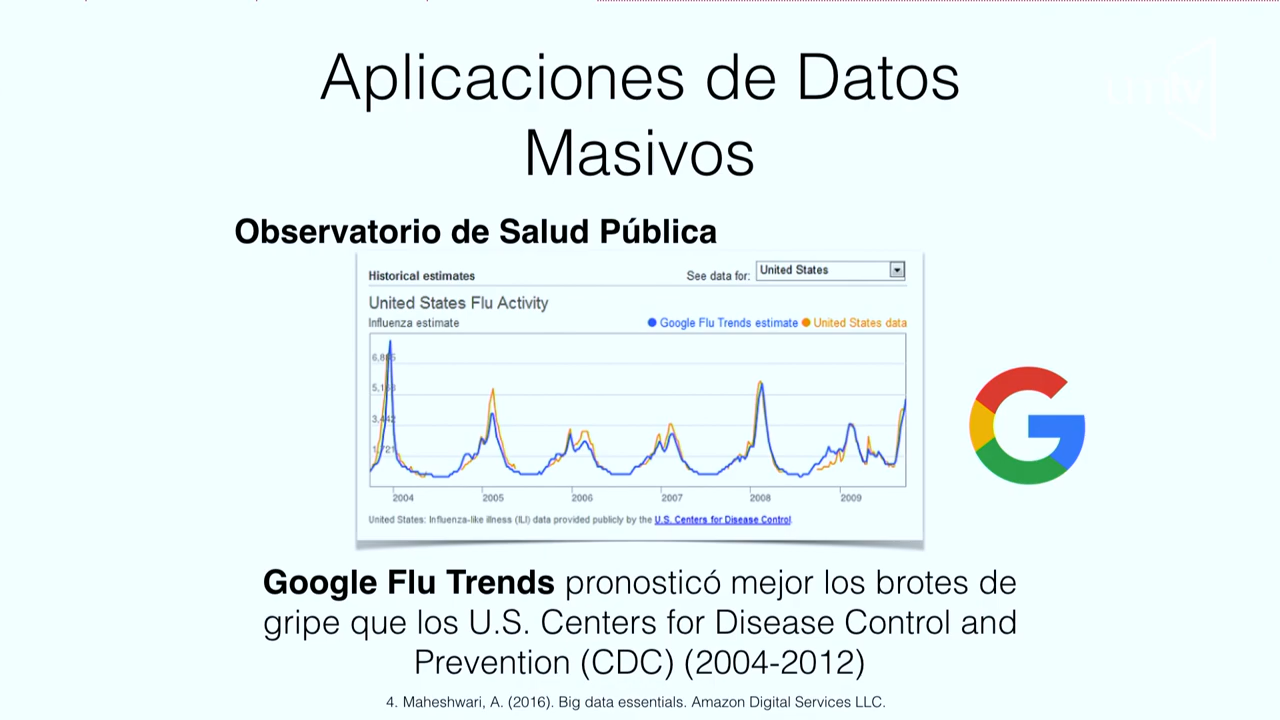 Aplicaciones de Datos
Masivos
Observatorio de Salud Pública
Historical estimates
See data for: United States
United States Flu Activity
Influenza estimate
Google Flu Trends estimate United States data
5,1
3,442
2004 2005 2006 2007 2008 2009
United States: Influenza-like illness (ILI) data provided publicly by the U.S. Centers for Disease Control.
Google Flu Trends pronosticó mejor los brotes de
gripe que los U.S. Centers for Disease Control and
Prevention (CDC) (2004-2012)
4. Maheshwari, A. (2016). Big data essentials. Amazon Digital Services LLC.